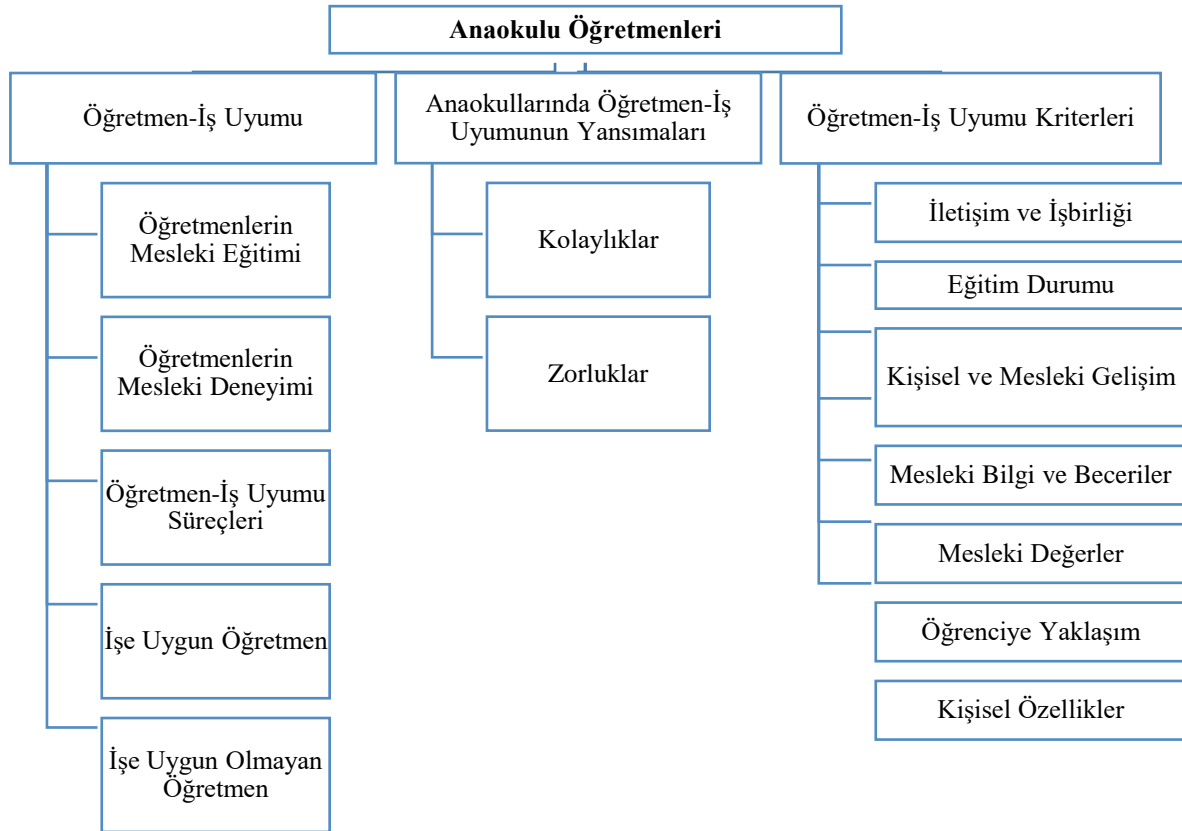 Anaokulu Öğretmenleri
Öğretmen-İş Uyumu
Öğretmenlerin
Mesleki Eğitimi
Öğretmenlerin
Mesleki Deneyimi
Öğretmen-İş Uyumu
Süreçleri
İşe Uygun Öğretmen
İşe Uygun Olmayan
Öğretmen
Anaokullarında Öğretmen-İş
Uyumunun Yansımaları
Kolaylıklar
Zorluklar
Öğretmen-İş Uyumu Kriterleri
İletişim ve İşbirliği
Eğitim Durumu
Kişisel ve Mesleki Gelişim
Mesleki Bilgi ve Beceriler
Mesleki Değerler
Öğrenciye Yaklaşım
Kişisel Özellikler